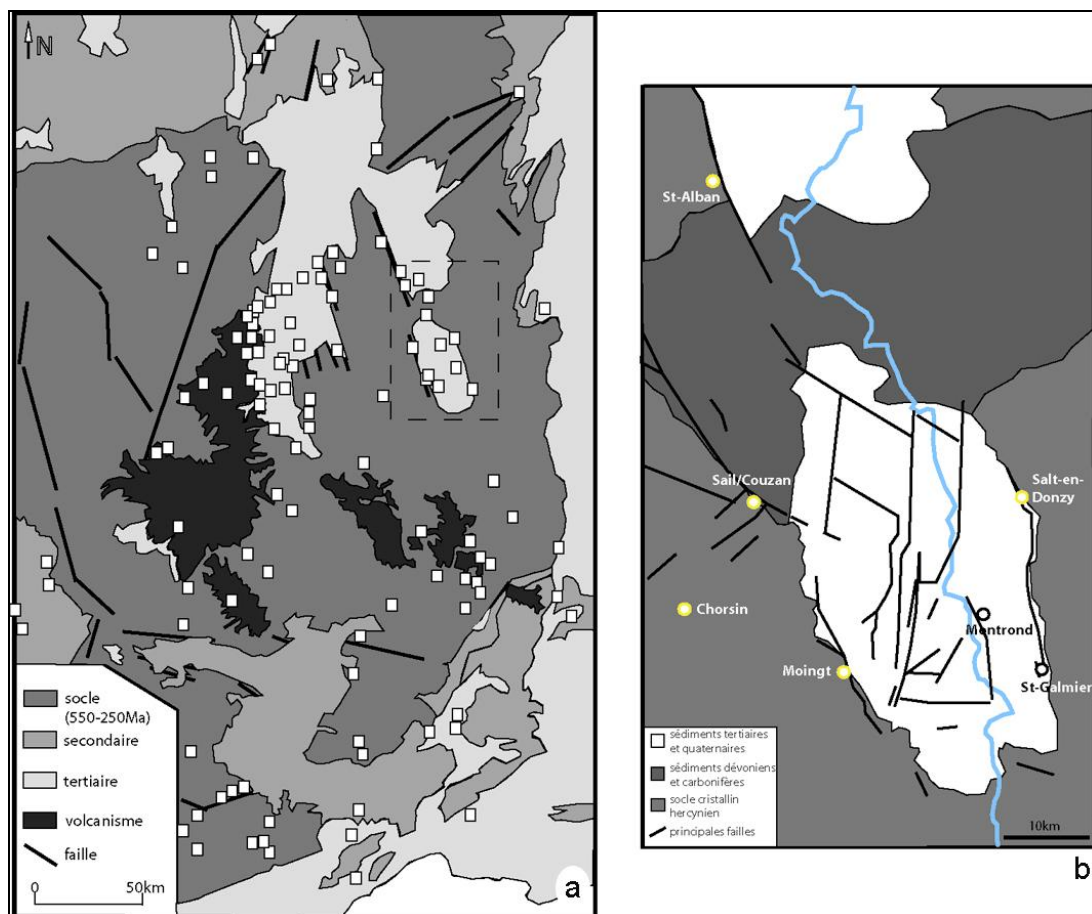 N
socle
(550-250Ma)
secondaire
tertiaire
volcanisme
faille
0
50km
a
St-Alban
Sail/Couzan
Salt-en-
Donzy
Chorsin
Montrond
Moingt
St-Galmier
sédiments tertiaires
et quaternaires
sédiments dévoniens
et carbonifères
socle cristallin
hercynien
principales failles
10km
b